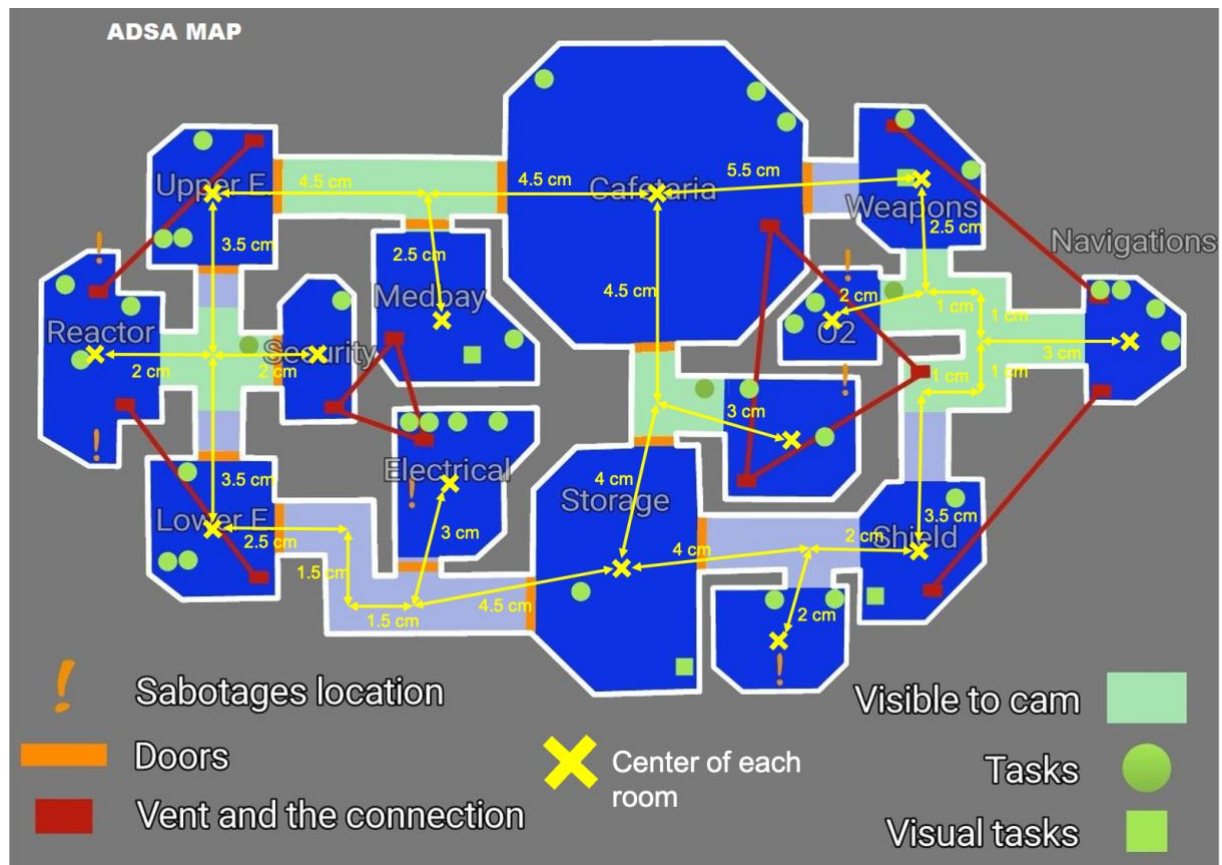 ADSA MAP
Upper E
4.5 cm
4.5 cm
Cafetaria
5.5 cm
Weapons
2.5 cm
Navigations
3.5 cm
2.5 cm
Medpay
4.5 cm
2 cm
O2
1 cm
1 cm
Reactor
2 cm
Security
2 cm
3 cm
1 cm
1 cm
3 cm
Electrical
3.5 cm
4 cm
Storage
Lower E
2.5 cm
3 cm
3.5 cm
Shield
4 cm
2 cm
1.5 cm
1.5 cm
4.5 cm
2 cm
Sabotages location
Doors
Vent and the connection
Center of each
room
Visible to cam
Tasks
Visual tasks